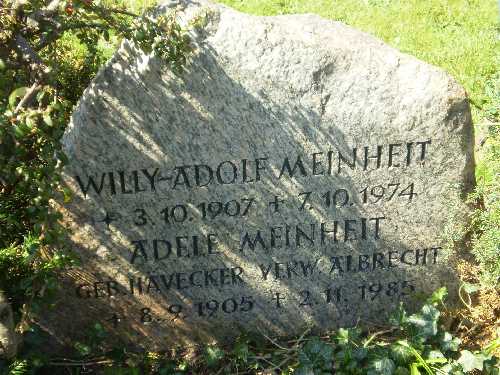 WILLY-ADOLF MEINHEIT
* 3.10.1907 + 7.10.1974
ADELE MEINHEIT
GEB. HAVECKER VERW. ALBRECHT
* 8.9.1905 + 2.11.1985